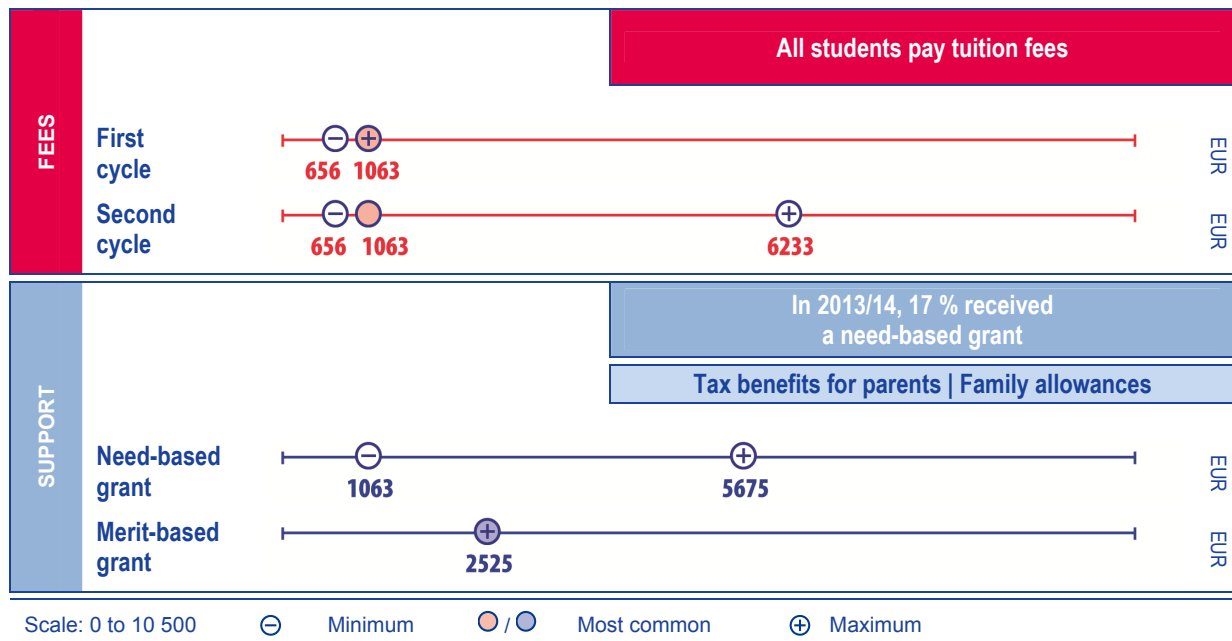 All students pay tuition fees
FEES
First
cycle
656 1063
EUR
Second
cycle
656 1063 6233
EUR
In 2013/14, 17 % received
a need-based grant
Tax benefits for parents | Family allowances
SUPPORT
Need-based
grant
1063 5675
EUR
Merit-based
grant
2525
EUR
Scale: 0 to 10 500 Minimum / Most common Maximum